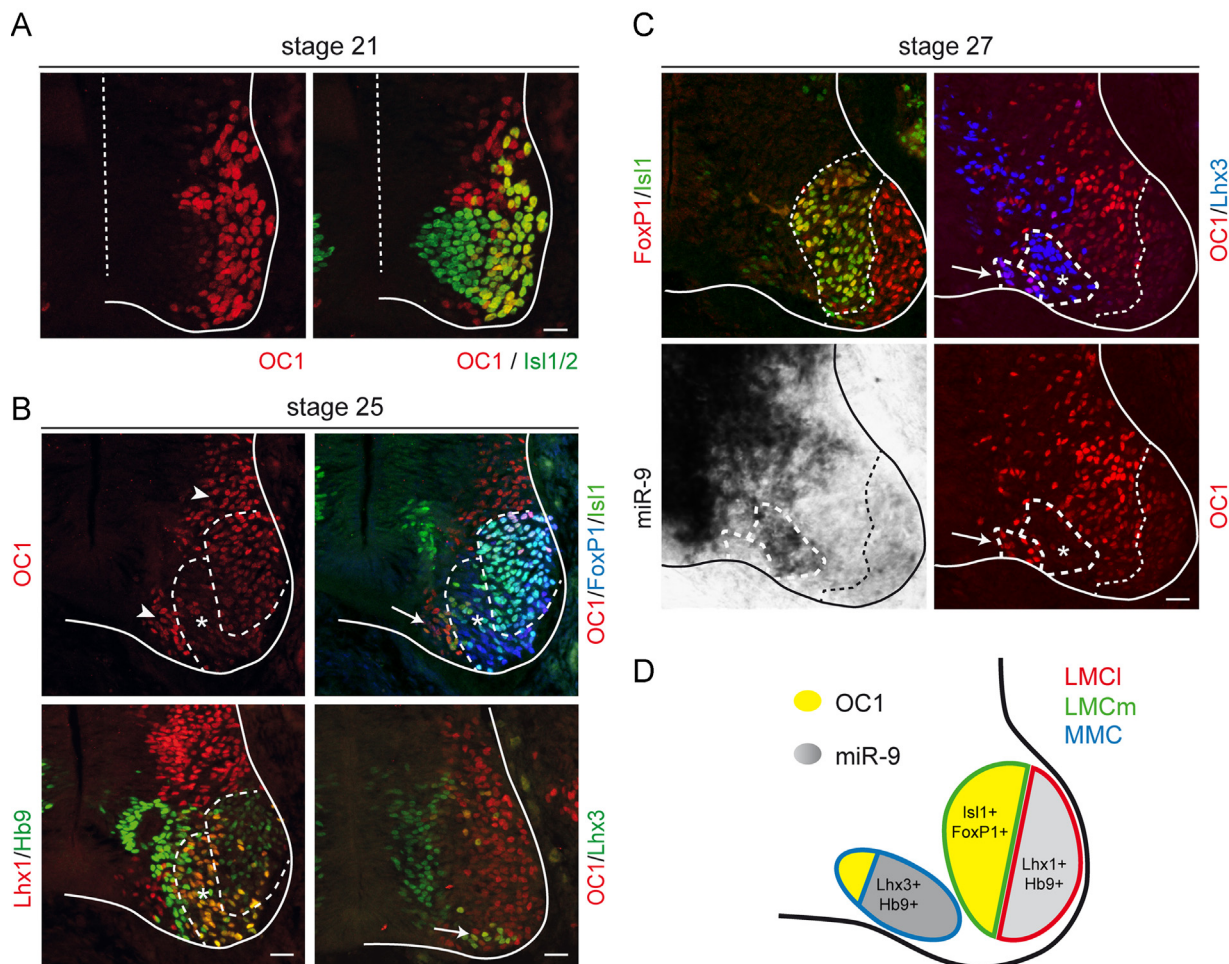 A
stage 21
OC1
OC1 / Isl1/2
B
stage 25
OC1
*
OC1/FoxP1/Isl1
*
Lhx1/Hb9
*
OC1/Lhx3
C
stage 27
FoxP1/Isl1
OC1/Lhx3
*
miR-9
OC1
*
D
OC1
miR-9
LMCl
LMCm
MMC
Isl1+
FoxP1+
Lhx1+
Hb9+
Lhx3+
Hb9+